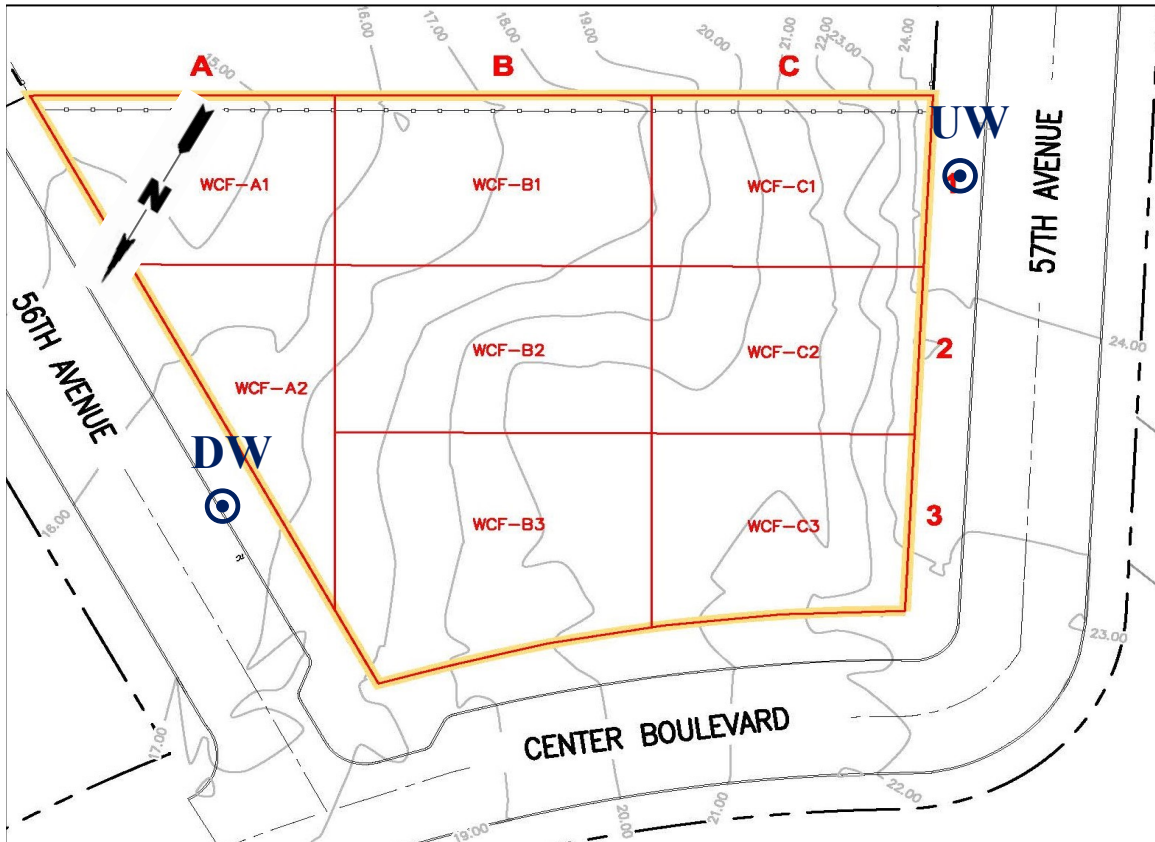 16.00
17.00
18.00
19.00
20.00
21.00
22.00
23.00
24.00
A
B
C
15.00
UW
WCF-A1
WCF-B1
WCF-C1
1
N
57TH AVENUE
56TH AVENUE
WCF-B2
WCF-C2
2
24.00
WCF-A2
DW
16.00
WCF-B3
WCF-C3
3
23.00
17.00
CENTER BOULEVARD
19.00
20.00
21.00
22.00